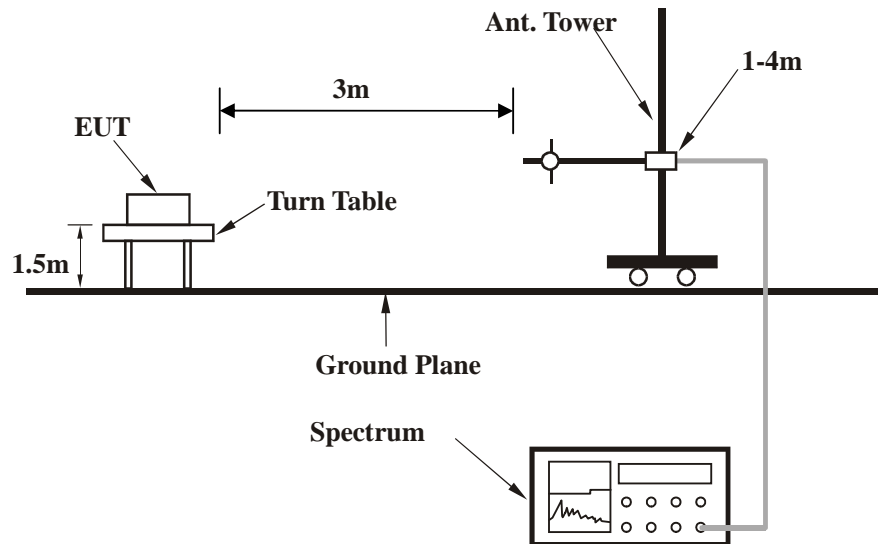 Ant. Tower
1-4m
3m
EUT
Turn Table
1.5m
Ground Plane
Spectrum